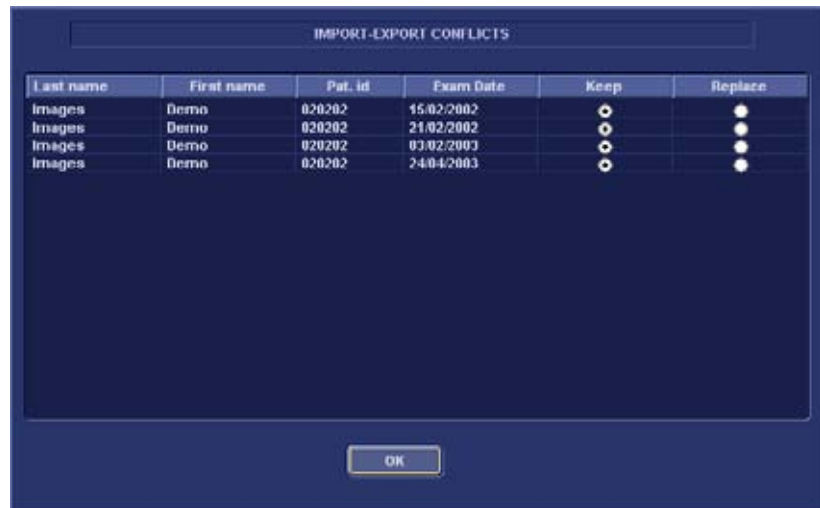 IMPORT-EXPORT CONFLICTS
Last name First name Pat. id Exam Date Keep Replace
Images Demo 020202 15/02/2002
Images Demo 020202 21/02/2002
Images Demo 020202 03/02/2003
Images Demo 020202 24/04/2003
OK